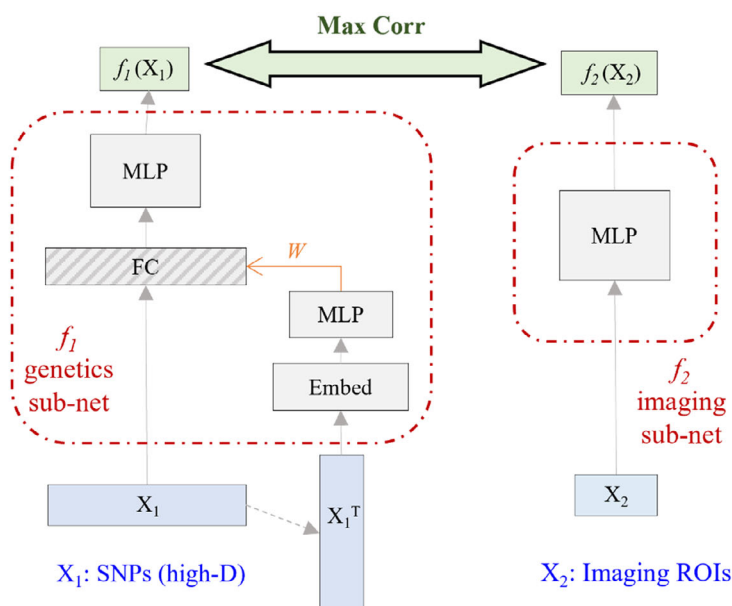 Max Corr
f₁(X₁)
f₂(X₂)
MLP
MLP
FC
W
MLP
Embed
f₁
genetics
sub-net
f₂
imaging
sub-net
X₁
X₁ᵀ
X₂
X₁: SNPs (high-D)
X₂: Imaging ROIs